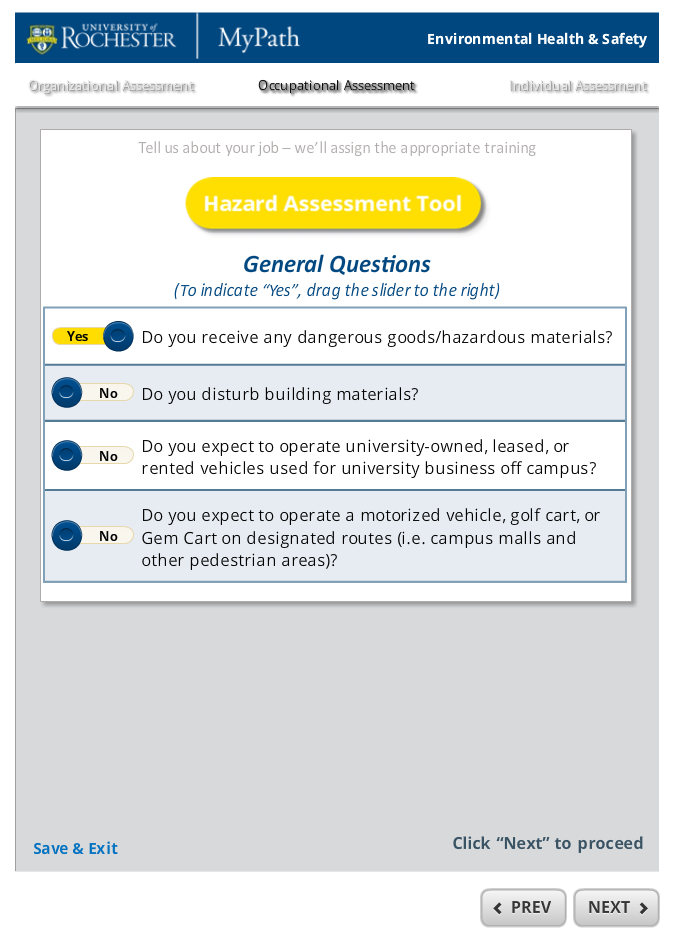 UNIVERSITY of
ROCHESTER
MyPath
Environmental Health & Safety
Organizational Assessment
Occupational Assessment
Individual Assessment
Tell us about your job – we’ll assign the appropriate training
Hazard Assessment Tool
General Questions
(To indicate “Yes”, drag the slider to the right)
Yes
Do you receive any dangerous goods/hazardous materials?
No
Do you disturb building materials?
No
Do you expect to operate university-owned, leased, or
rented vehicles used for university business off campus?
No
Do you expect to operate a motorized vehicle, golf cart, or
Gem Cart on designated routes (i.e. campus malls and
other pedestrian areas)?
Save & Exit
Click “Next” to proceed
PREV
NEXT